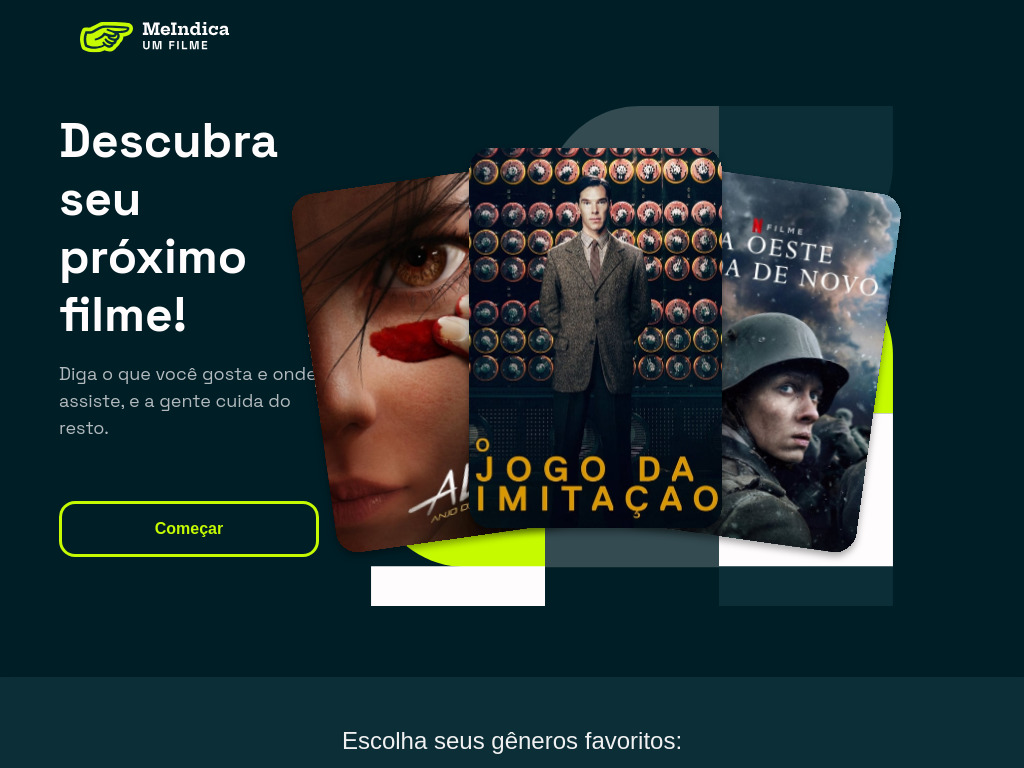 MeIndica
UM FILME
Descubra
seu
próximo
filme!
Diga o que você gosta e onde
assiste, e a gente cuida do
resto.
Começar
AL
ANJO D
O
JOGO DA
IMITAÇAO
N FILME
A OESTE
A DE NOVO
Escolha seus gêneros favoritos: